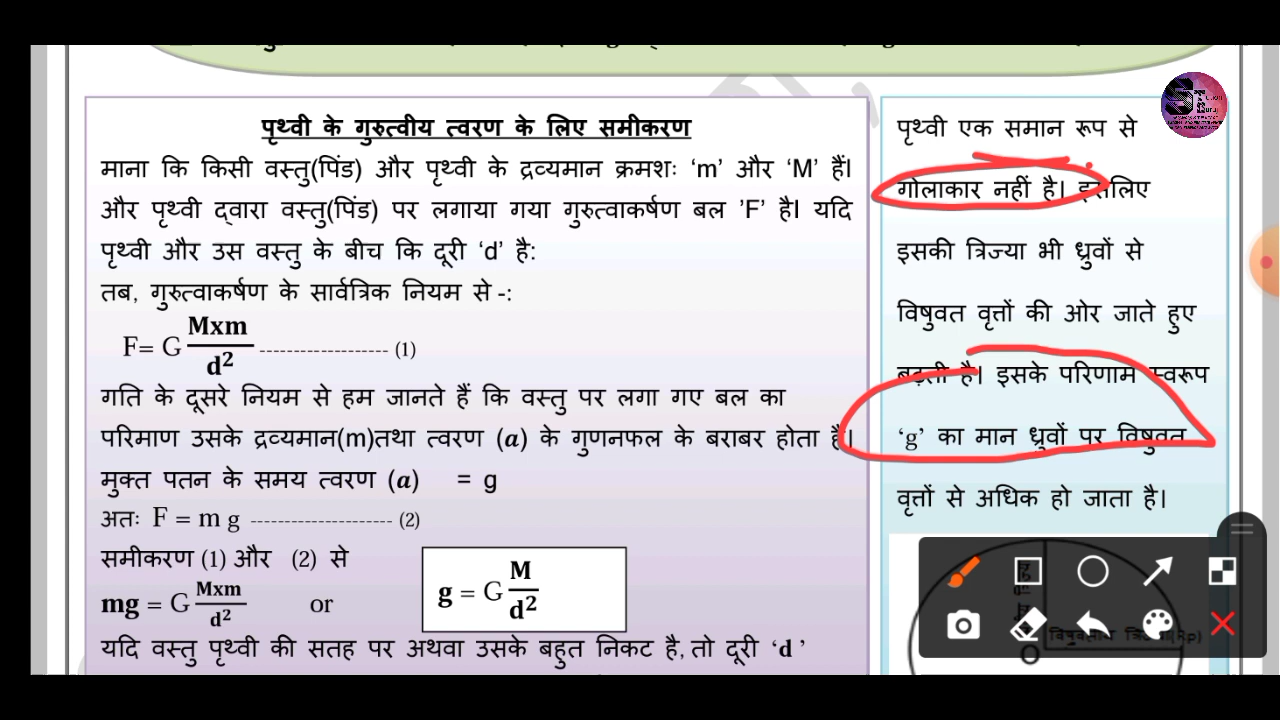 पृथ्वी के गुरुत्वीय त्वरण के लिए समीकरण
माना कि किसी वस्तु(पिंड) और पृथ्वी के द्रव्यमान क्रमशः ‘m’ और ‘M’ हैं।
और पृथ्वी द्वारा वस्तु(पिंड) पर लगाया गया गुरुत्वाकर्षण बल ’F’ है। यदि
पृथ्वी और उस वस्तु के बीच कि दूरी ‘d’ है:
तब, गुरुत्वाकर्षण के सार्वत्रिक नियम से -:
F= G Mxm/d² ------------------- (1)
गति के दूसरे नियम से हम जानते हैं कि वस्तु पर लगा गए बल का
परिमाण उसके द्रव्यमान(m)तथा त्वरण (a) के गुणनफल के बराबर होता है।
मुक्त पतन के समय त्वरण (a) = g
अतः F = m g --------------------- (2)
समीकरण (1) और (2) से
mg = G Mxm/d² or g = G M/d²
यदि वस्तु पृथ्वी की सतह पर अथवा उसके बहुत निकट है, तो दूरी ‘d ’
पृथ्वी एक समान रूप से
गोलाकार नहीं है। इसलिए
इसकी त्रिज्या भी ध्रुवों से
विषुवत वृत्तों की ओर जाते हुए
बढ़ती है। इसके परिणाम स्वरूप
‘g’ का मान ध्रुवों पर विषुवत
वृत्तों से अधिक हो जाता है।
त्रिज्या(Rp)
O